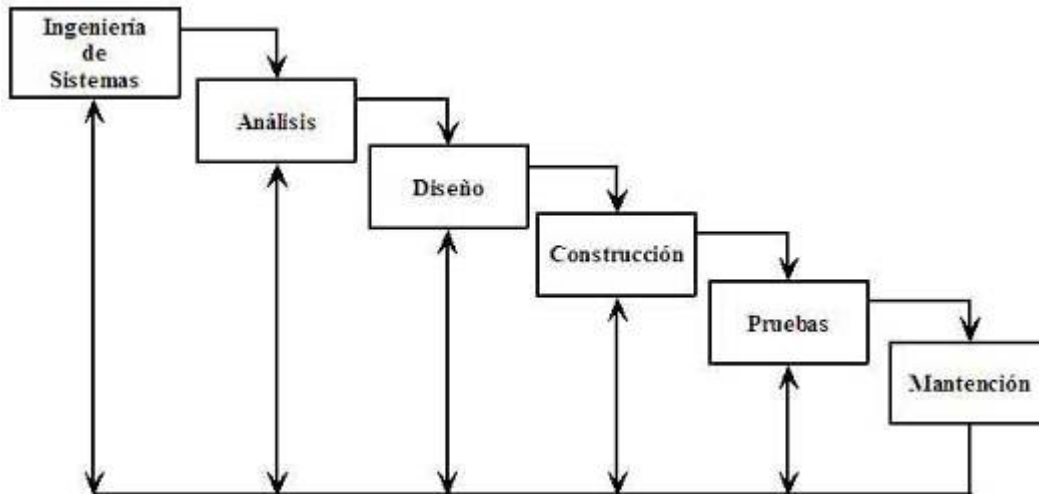 Ingeniería
de
Sistemas
Análisis
Diseño
Construcción
Pruebas
Mantención